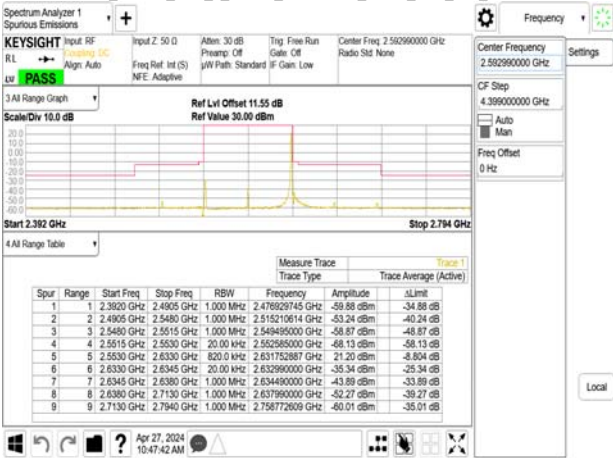 Spectrum Analyzer 1
Spurious Emissions
Frequency
KEYSIGHT Input: RF Input Z: 50 Ω Atten: 30 dB Trig: Free Run Center Freq: 2.592990000 GHz
RL Coupling: DC Preamp: Off Gate: Off Radio Std: None
Align: Auto Freq Ref: Int (S) µW Path: Standard IF Gain: Low
LW PASS NFE: Adaptive
Center Frequency
2.592990000 GHz
Settings
CF Step
4.399000000 GHz
Auto
Man
Freq Offset
0 Hz
Local
3 All Range Graph
Ref Lvl Offset 11.55 dB
Scale/Div 10.0 dB Ref Value 30.00 dBm
20.0
10.0
0.00
-10.0
-20.0
-30.0
-40.0
-50.0
-60.0
Start 2.392 GHz Stop 2.794 GHz
4 All Range Table
Measure Trace Trace 1
Trace Type Trace Average (Active)
Spur Range Start Freq Stop Freq RBW Frequency Amplitude ΔLimit
1 1 2.3920 GHz 2.4905 GHz 1.000 MHz 2.476929745 GHz -59.88 dBm -34.88 dB
2 2 2.4905 GHz 2.5480 GHz 1.000 MHz 2.515210614 GHz -53.24 dBm -40.24 dB
3 3 2.5480 GHz 2.5515 GHz 1.000 MHz 2.549495000 GHz -58.87 dBm -48.87 dB
4 4 2.5515 GHz 2.5530 GHz 20.00 kHz 2.552585000 GHz -68.13 dBm -58.13 dB
5 5 2.5530 GHz 2.6330 GHz 820.0 kHz 2.631752887 GHz 21.20 dBm -8.804 dB
6 6 2.6330 GHz 2.6345 GHz 20.00 kHz 2.632990000 GHz -35.34 dBm -25.34 dB
7 7 2.6345 GHz 2.6380 GHz 1.000 MHz 2.634490000 GHz -43.89 dBm -33.89 dB
8 8 2.6380 GHz 2.7130 GHz 1.000 MHz 2.637990000 GHz -52.27 dBm -39.27 dB
9 9 2.7130 GHz 2.7940 GHz 1.000 MHz 2.758772609 GHz -60.01 dBm -35.01 dB
Apr 27, 2024
10:47:42 AM